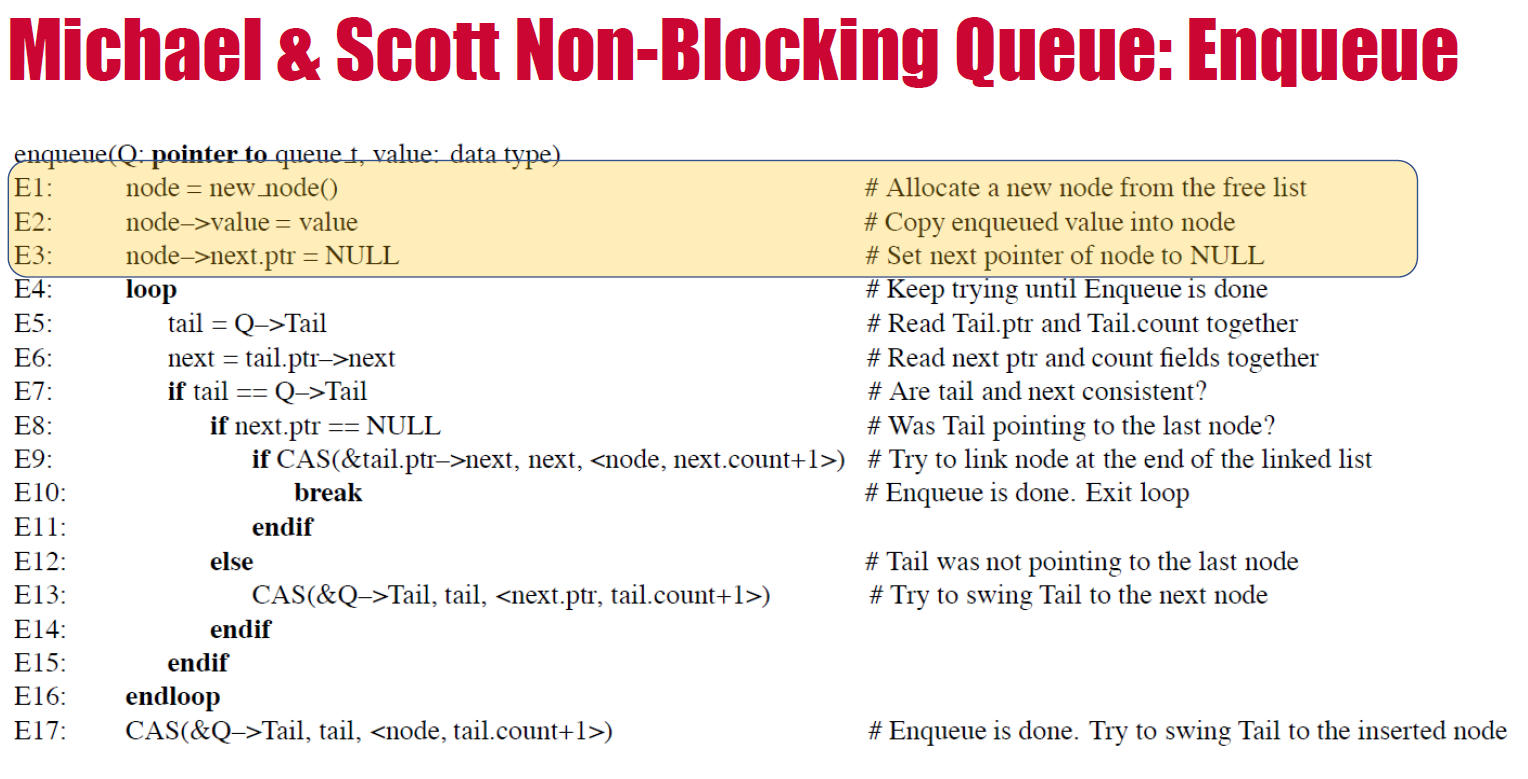 Michael & Scott Non-Blocking Queue: Enqueue
enqueue(Q: pointer to queue_t, value: data type)
E1: node = new_node() # Allocate a new node from the free list
E2: node–>value = value # Copy enqueued value into node
E3: node–>next.ptr = NULL # Set next pointer of node to NULL
E4: loop # Keep trying until Enqueue is done
E5: tail = Q–>Tail # Read Tail.ptr and Tail.count together
E6: next = tail.ptr–>next # Read next ptr and count fields together
E7: if tail == Q–>Tail # Are tail and next consistent?
E8: if next.ptr == NULL # Was Tail pointing to the last node?
E9: if CAS(&tail.ptr–>next, next, <node, next.count+1>) # Try to link node at the end of the linked list
E10: break # Enqueue is done. Exit loop
E11: endif
E12: else # Tail was not pointing to the last node
E13: CAS(&Q–>Tail, tail, <next.ptr, tail.count+1>) # Try to swing Tail to the next node
E14: endif
E15: endif
E16: endloop
E17: CAS(&Q–>Tail, tail, <node, tail.count+1>) # Enqueue is done. Try to swing Tail to the inserted node